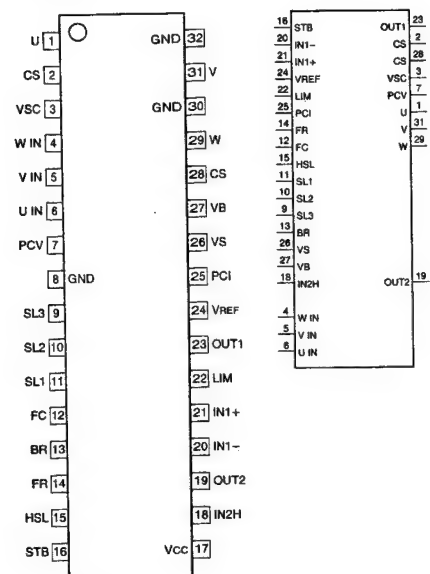 U 1
CS 2
VSC 3
W IN 4
V IN 5
U IN 6
PCV 7
8 GND
SL3 9
SL2 10
SL1 11
FC 12
BR 13
FR 14
HSL 15
STB 16
GND 32
31 V
GND 30
29 W
28 CS
27 VB
26 VS
25 PCI
24 VREF
23 OUT1
22 LIM
21 IN1+
20 IN1-
19 OUT2
18 IN2H
VCC 17
16 STB
20 IN1-
21 IN1+
24 VREF
22 LIM
25 PCI
14 FR
12 FC
15 HSL
11 SL1
10 SL2
9 SL3
13 BR
26 VS
27 VB
18 IN2H
4 W IN
5 V IN
6 U IN
OUT1 23
CS 2
CS 28
VSC 3
PCV 7
U 1
V 31
W 29
OUT2 19